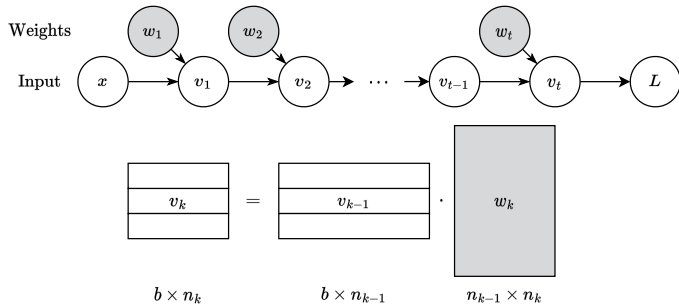 Weights w₁ w₂ wₜ
Input x v₁ v₂ ⋯ vₜ₋₁ vₜ L
vₖ = vₖ₋₁ · wₖ
b × nₖ b × nₖ₋₁ nₖ₋₁ × nₖ